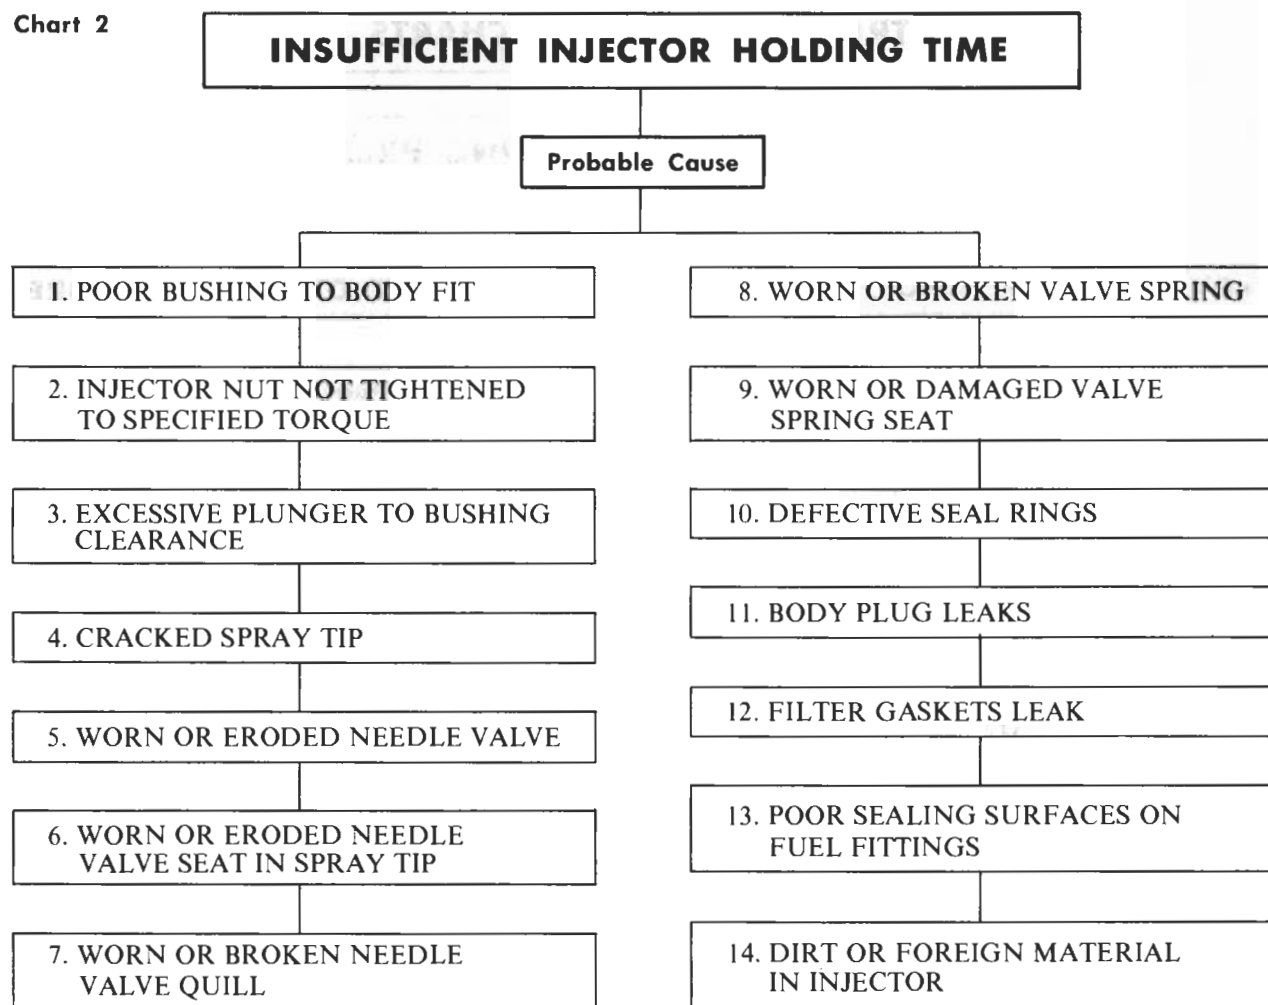 Chart 2
INSUFFICIENT INJECTOR HOLDING TIME
Probable Cause
1. POOR BUSHING TO BODY FIT
2. INJECTOR NUT NOT TIGHTENED
TO SPECIFIED TORQUE
3. EXCESSIVE PLUNGER TO BUSHING
CLEARANCE
4. CRACKED SPRAY TIP
5. WORN OR ERODED NEEDLE VALVE
6. WORN OR ERODED NEEDLE
VALVE SEAT IN SPRAY TIP
7. WORN OR BROKEN NEEDLE
VALVE QUILL
8. WORN OR BROKEN VALVE SPRING
9. WORN OR DAMAGED VALVE
SPRING SEAT
10. DEFECTIVE SEAL RINGS
11. BODY PLUG LEAKS
12. FILTER GASKETS LEAK
13. POOR SEALING SURFACES ON
FUEL FITTINGS
14. DIRT OR FOREIGN MATERIAL
IN INJECTOR